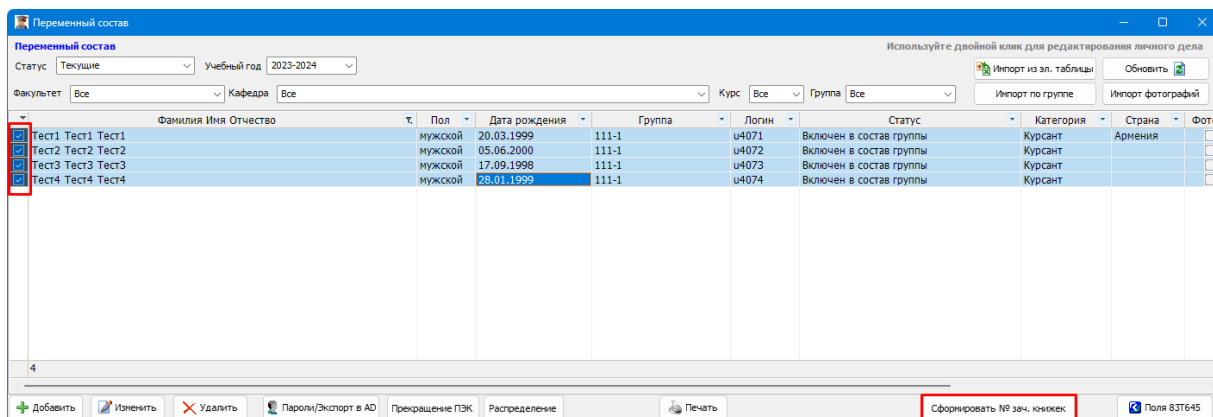 Переменный состав
Переменный состав Используйте двойной клик для редактирования личного дела
Статус Текущие Учебный год 2023-2024 Импорт из эл. таблицы Обновить
Факультет Все Кафедра Все Курс Все Группа Все Импорт по группе Импорт фотографий
Фамилия Имя Отчество Пол Дата рождения Группа Логин Статус Категория Страна Фот
Тест1 Тест1 Тест1 мужской 20.03.1999 111-1 u4071 Включен в состав группы Курсант Армения
Тест2 Тест2 Тест2 мужской 05.06.2000 111-1 u4072 Включен в состав группы Курсант
Тест3 Тест3 Тест3 мужской 17.09.1998 111-1 u4073 Включен в состав группы Курсант
Тест4 Тест4 Тест4 мужской 28.01.1999 111-1 u4074 Включен в состав группы Курсант
4
Добавить Изменить Удалить Пароли/Экспорт в AD Прекращение ПЭК Распределение Печать Сформировать № зач. книжек Поля 83Т645